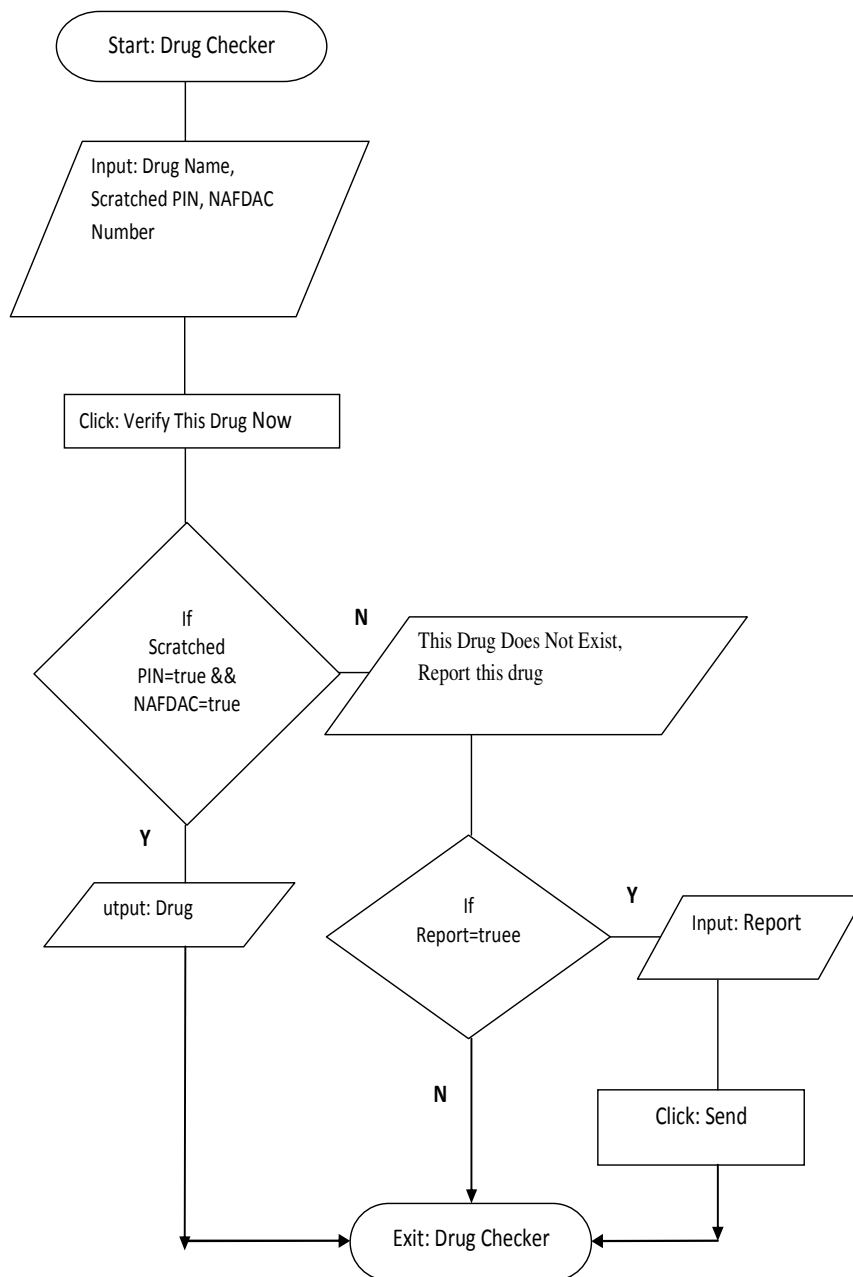 Start: Drug Checker
Input: Drug Name,
Scratched PIN, NAFDAC
Number
Click: Verify This Drug Now
If
Scratched
PIN=true &&
NAFDAC=true
N
This Drug Does Not Exist,
Report this drug
Y
utput: Drug
If
Report=truee
Y
Input: Report
N
Click: Send
Exit: Drug Checker